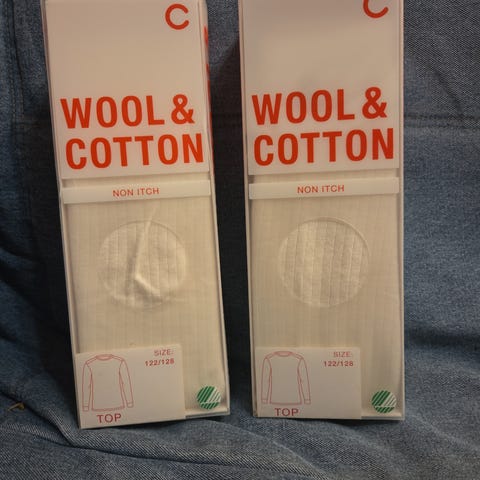 C
WOOL &
COTTON
NON ITCH
SIZE:
122/128
TOP
C
WOOL &
COTTON
NON ITCH
SIZE:
122/128
TOP